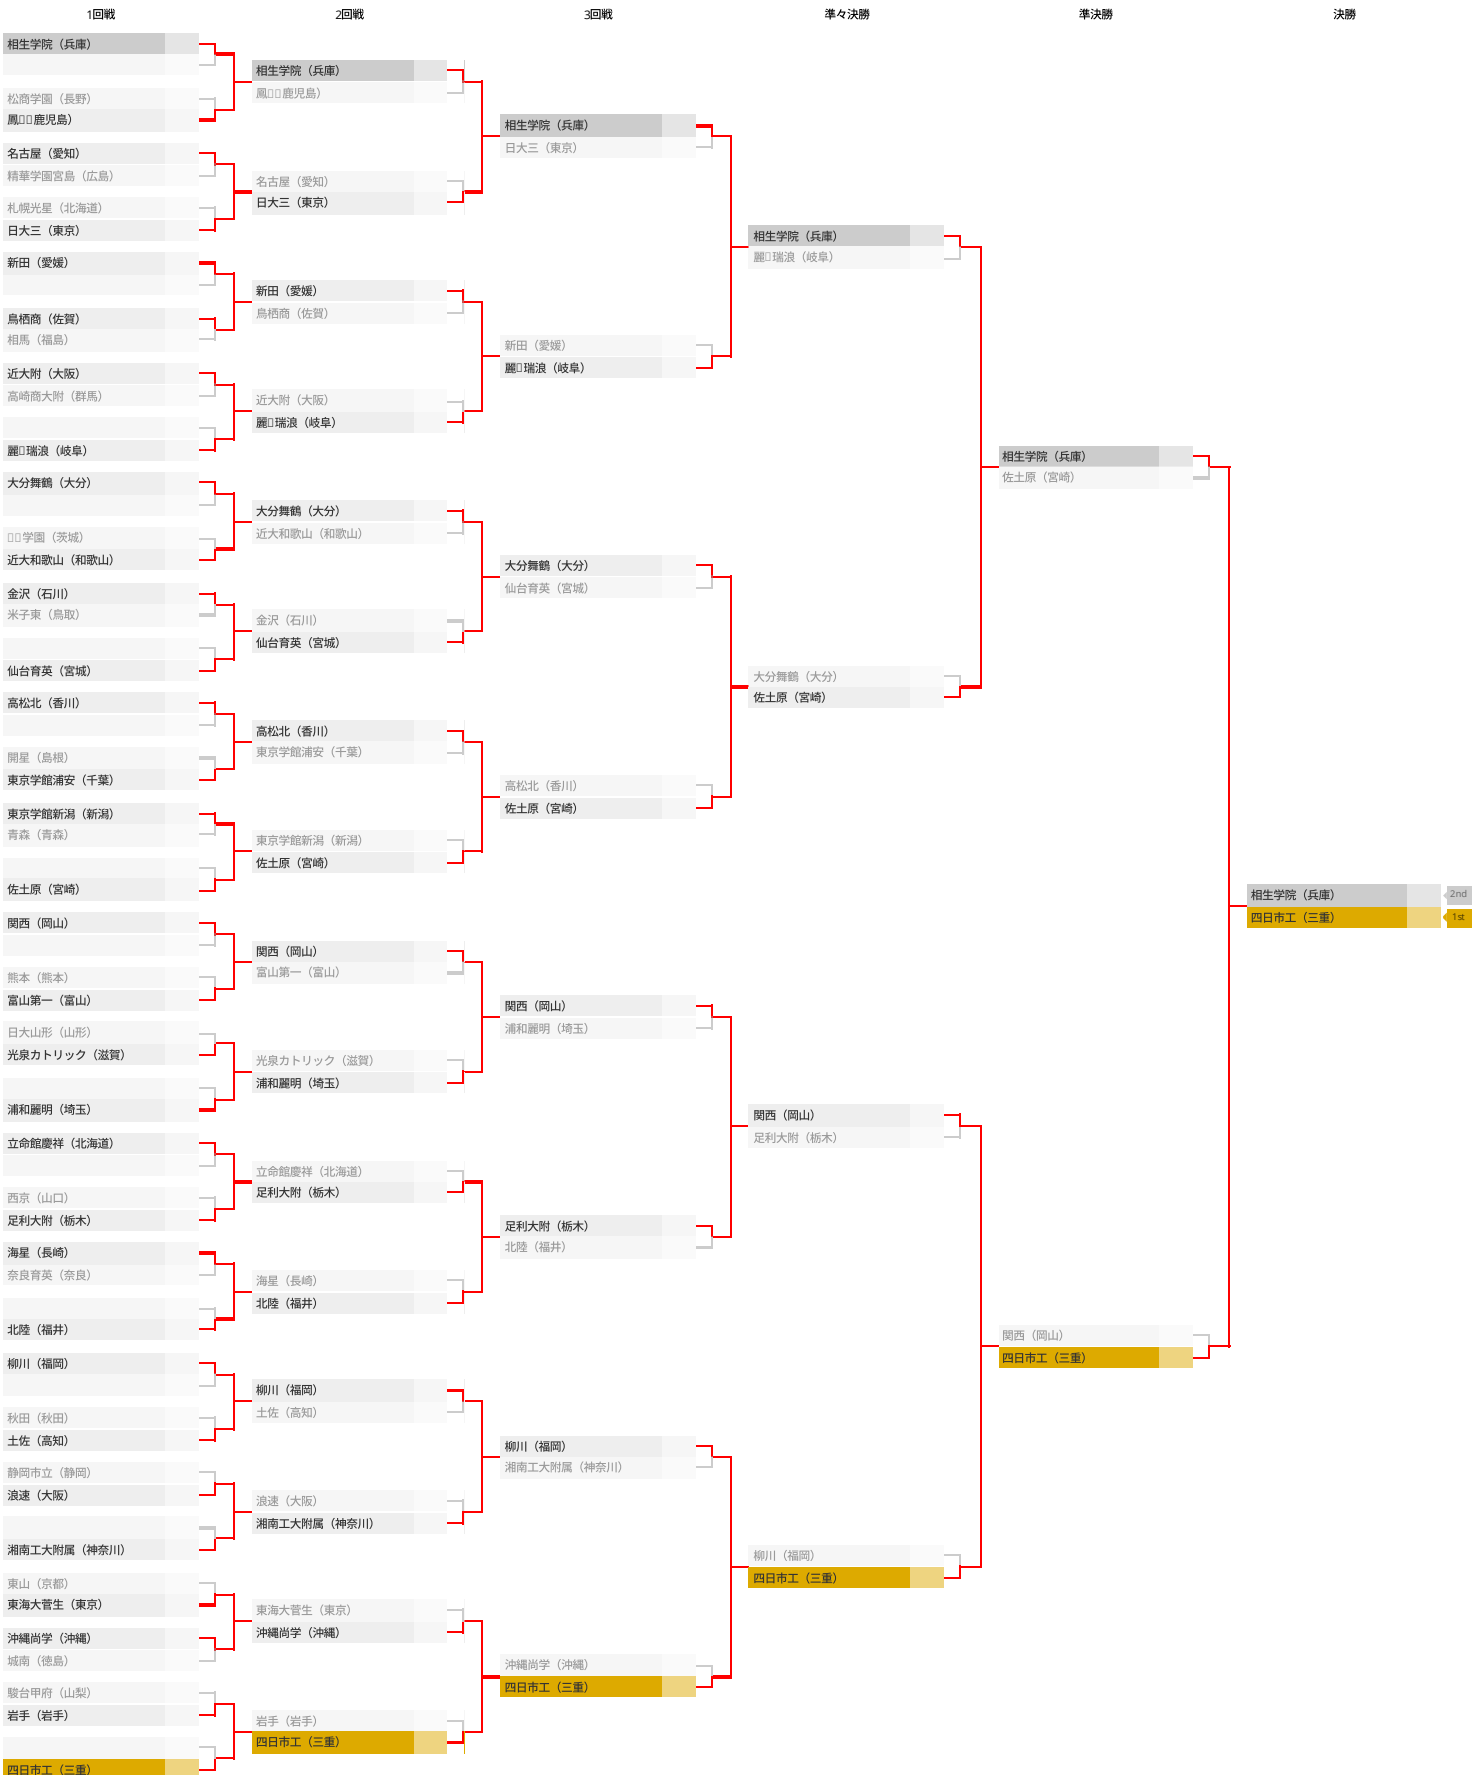 1回戦
2回戦
3回戦
準々決勝
準決勝
決勝
相生学院（兵庫）
松商学園（長野）
鳳□□鹿児島）
名古屋（愛知）
精華学園宮島（広島）
札幌光星（北海道）
日大三（東京）
新田（愛媛）
鳥栖商（佐賀）
相馬（福島）
近大附（大阪）
高崎商大附（群馬）
麗□瑞浪（岐阜）
大分舞鶴（大分）
□□学園（茨城）
近大和歌山（和歌山）
金沢（石川）
米子東（鳥取）
仙台育英（宮城）
高松北（香川）
開星（島根）
東京学館浦安（千葉）
東京学館新潟（新潟）
青森（青森）
佐土原（宮崎）
関西（岡山）
熊本（熊本）
富山第一（富山）
日大山形（山形）
光泉カトリック（滋賀）
浦和麗明（埼玉）
立命館慶祥（北海道）
西京（山口）
足利大附（栃木）
海星（長崎）
奈良育英（奈良）
北陸（福井）
柳川（福岡）
秋田（秋田）
土佐（高知）
静岡市立（静岡）
浪速（大阪）
湘南工大附属（神奈川）
東山（京都）
東海大菅生（東京）
沖縄尚学（沖縄）
城南（徳島）
駿台甲府（山梨）
岩手（岩手）
四日市工（三重）
相生学院（兵庫）
鳳□□鹿児島）
名古屋（愛知）
日大三（東京）
新田（愛媛）
鳥栖商（佐賀）
近大附（大阪）
麗□瑞浪（岐阜）
大分舞鶴（大分）
近大和歌山（和歌山）
金沢（石川）
仙台育英（宮城）
高松北（香川）
東京学館浦安（千葉）
東京学館新潟（新潟）
佐土原（宮崎）
関西（岡山）
富山第一（富山）
光泉カトリック（滋賀）
浦和麗明（埼玉）
立命館慶祥（北海道）
足利大附（栃木）
海星（長崎）
北陸（福井）
柳川（福岡）
土佐（高知）
浪速（大阪）
湘南工大附属（神奈川）
東海大菅生（東京）
沖縄尚学（沖縄）
岩手（岩手）
四日市工（三重）
相生学院（兵庫）
日大三（東京）
新田（愛媛）
麗□瑞浪（岐阜）
大分舞鶴（大分）
仙台育英（宮城）
高松北（香川）
佐土原（宮崎）
関西（岡山）
浦和麗明（埼玉）
足利大附（栃木）
北陸（福井）
柳川（福岡）
湘南工大附属（神奈川）
沖縄尚学（沖縄）
四日市工（三重）
相生学院（兵庫）
麗□瑞浪（岐阜）
大分舞鶴（大分）
佐土原（宮崎）
関西（岡山）
足利大附（栃木）
柳川（福岡）
四日市工（三重）
相生学院（兵庫）
佐土原（宮崎）
関西（岡山）
四日市工（三重）
相生学院（兵庫）
2nd
四日市工（三重）
1st